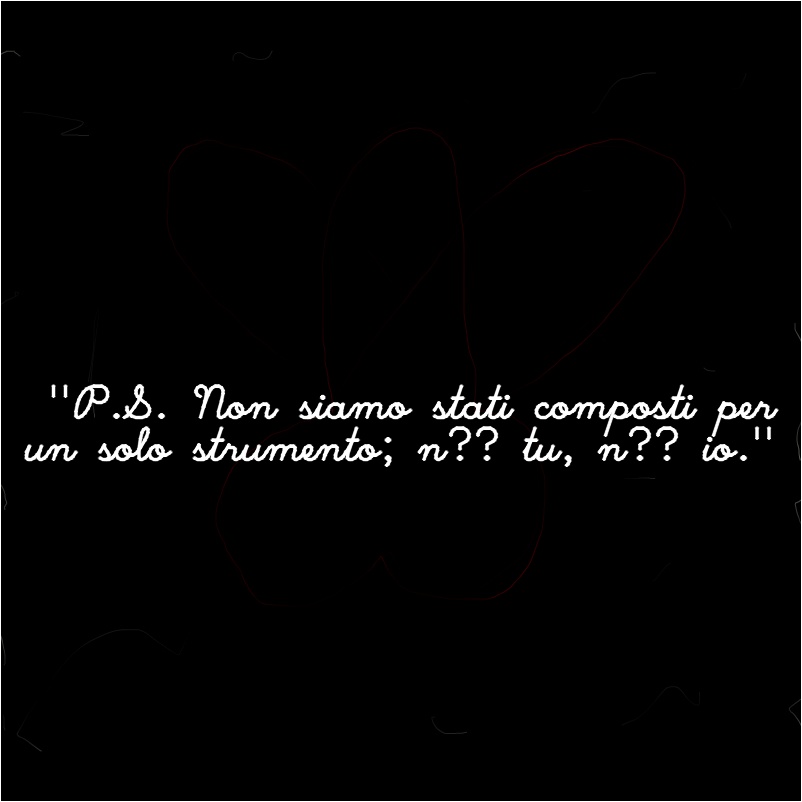 "P.S. Non siamo stati composti per
un solo strumento; n?? tu, n?? io."